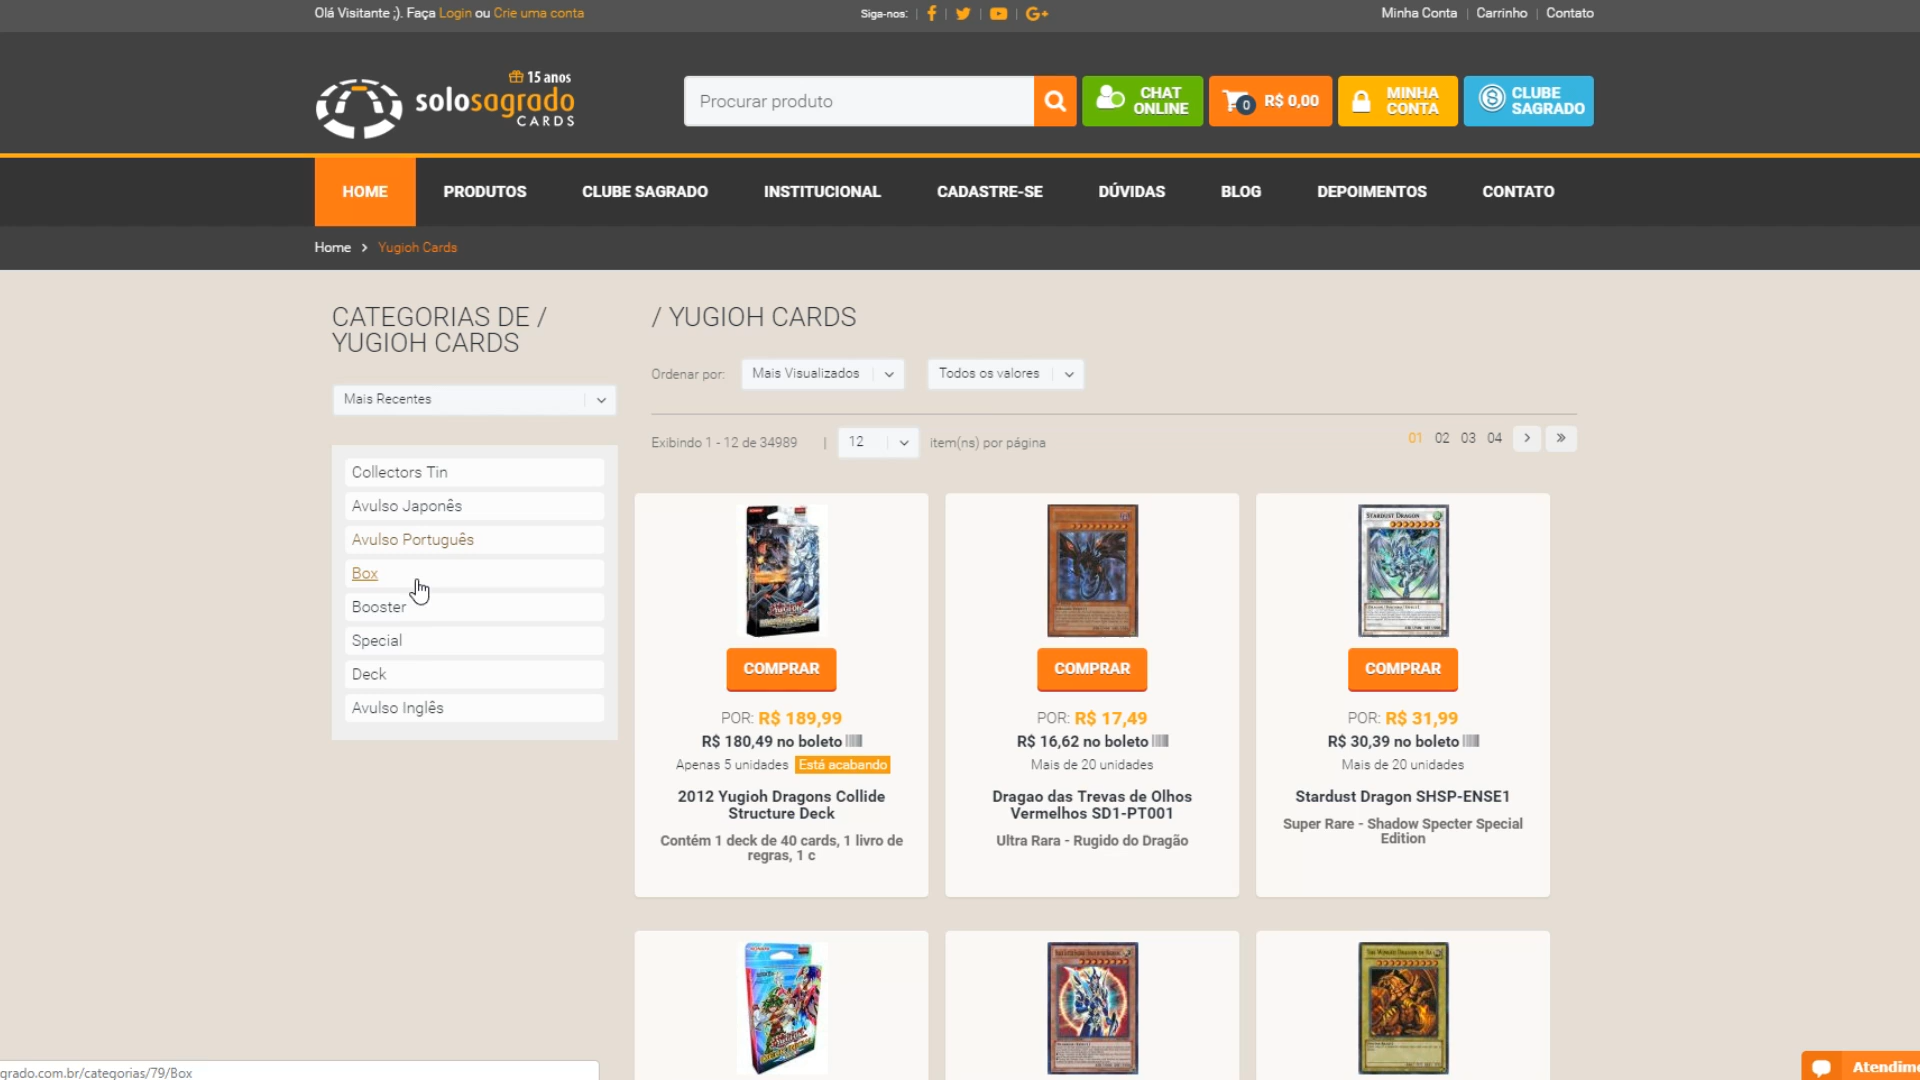 Olá Visitante ;). Faça Login ou Crie uma conta
Siga-nos:
Minha Conta | Carrinho | Contato
15 anos
solosagrado
CARDS
Procurar produto
CHAT ONLINE
0 R$ 0,00
MINHA CONTA
CLUBE SAGRADO
HOME
PRODUTOS
CLUBE SAGRADO
INSTITUCIONAL
CADASTRE-SE
DÚVIDAS
BLOG
DEPOIMENTOS
CONTATO
Home > Yugioh Cards
CATEGORIAS DE /
YUGIOH CARDS
Mais Recentes
Collectors Tin
Avulso Japonês
Avulso Português
Box
Booster
Special
Deck
Avulso Inglês
/ YUGIOH CARDS
Ordenar por: Mais Visualizados Todos os valores
Exibindo 1 - 12 de 34989 | 12 item(ns) por página
01 02 03 04 > »
COMPRAR
POR: R$ 189,99
R$ 180,49 no boleto
Apenas 5 unidades Está acabando
2012 Yugioh Dragons Collide
Structure Deck
Contém 1 deck de 40 cards, 1 livro de
regras, 1 c
COMPRAR
POR: R$ 17,49
R$ 16,62 no boleto
Mais de 20 unidades
Dragao das Trevas de Olhos
Vermelhos SD1-PT001
Ultra Rara - Rugido do Dragão
STARDUST DRAGON
COMPRAR
POR: R$ 31,99
R$ 30,39 no boleto
Mais de 20 unidades
Stardust Dragon SHSP-ENSE1
Super Rare - Shadow Specter Special
Edition
THE WINGED DRAGON OF RA
grado.com.br/categorias/79/Box
Atendime